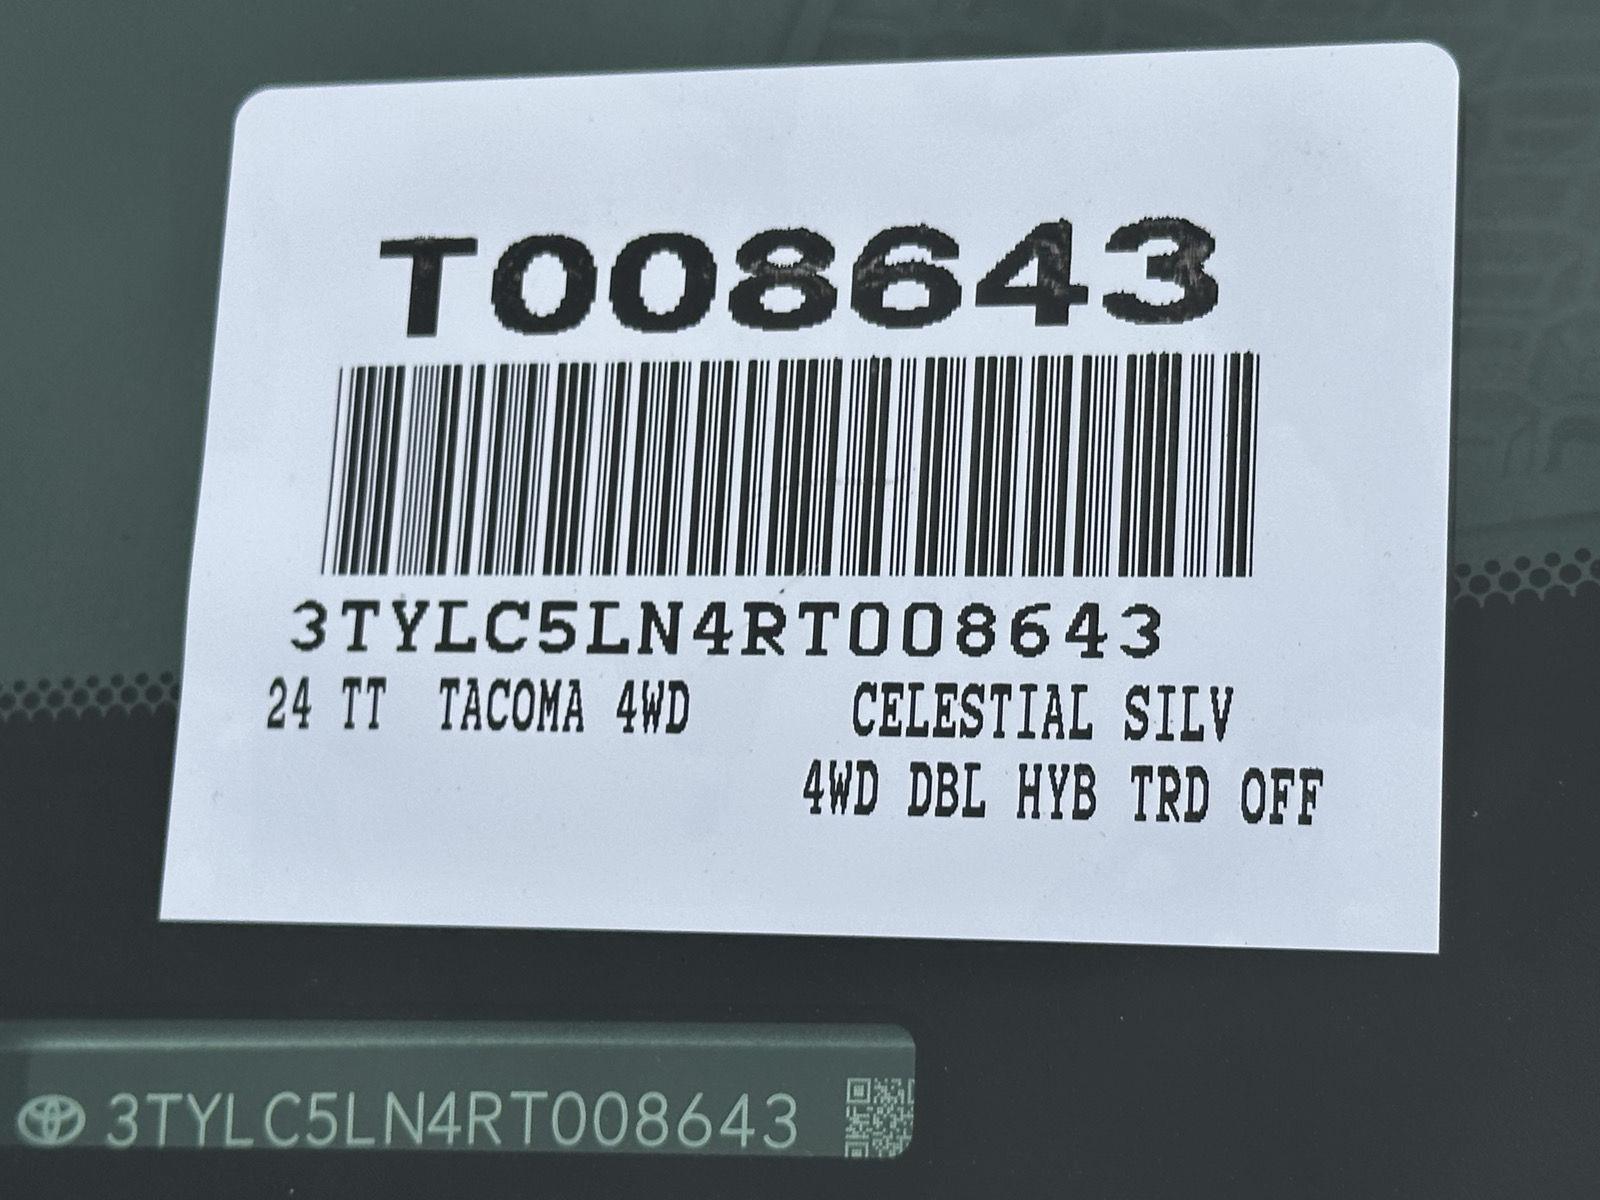 T008643
3TYLC5LN4RT008643
24 TT TACOMA 4WD CELESTIAL SILV
4WD DBL HYB TRD OFF
3TYLC5LN4RT008643